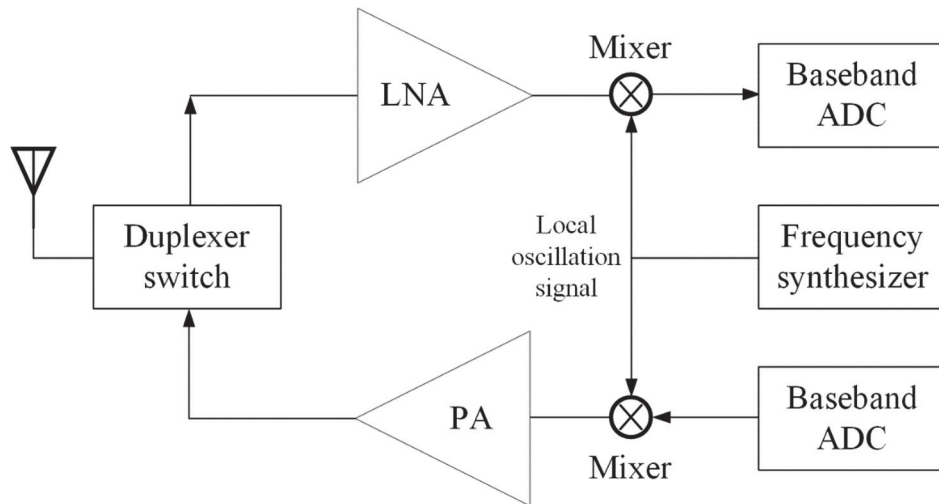 Mixer
LNA
Baseband
ADC
Duplexer
switch
Local
oscillation
signal
Frequency
synthesizer
PA
Baseband
ADC
Mixer